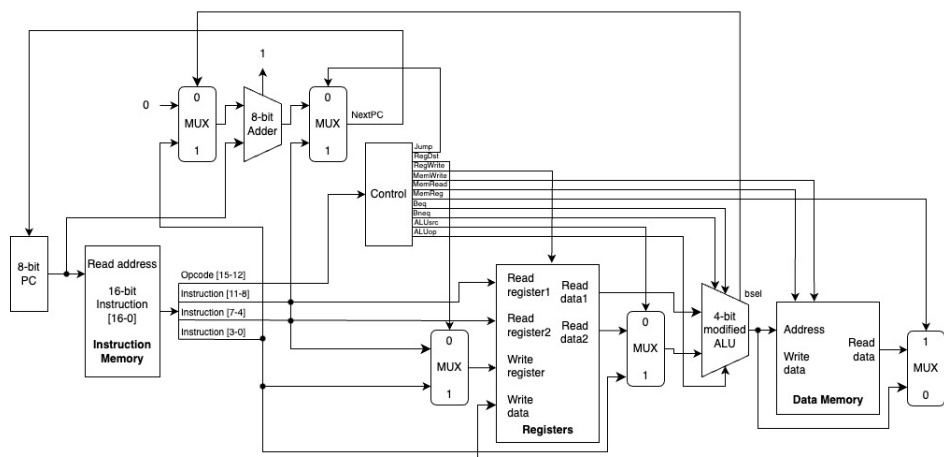 1
0
0
MUX
1
8-bit
Adder
0
MUX
1
NextPC
Control
Jump
RegDst
RegWrite
MemWrite
MemRead
MemReg
Beq
Bneq
ALUsrc
ALUop
8-bit
PC
Read address
16-bit
Instruction
[16-0]
Instruction
Memory
Opcode [15-12]
Instruction [11-8]
Instruction [7-4]
Instruction [3-0]
0
MUX
1
Read
register1
Read
register2
Write
register
Write
data
Read
data1
Read
data2
Registers
0
MUX
1
bsel
4-bit
modified
ALU
Address
Write
data
Read
data
Data Memory
1
MUX
0